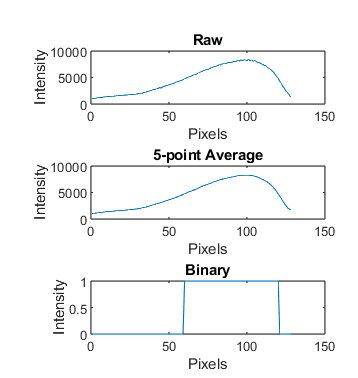 Raw
10000
5000
0
Intensity
0 50 100 150
Pixels
5-point Average
10000
5000
0
Intensity
0 50 100 150
Pixels
Binary
1
0.5
0
Intensity
0 50 100 150
Pixels